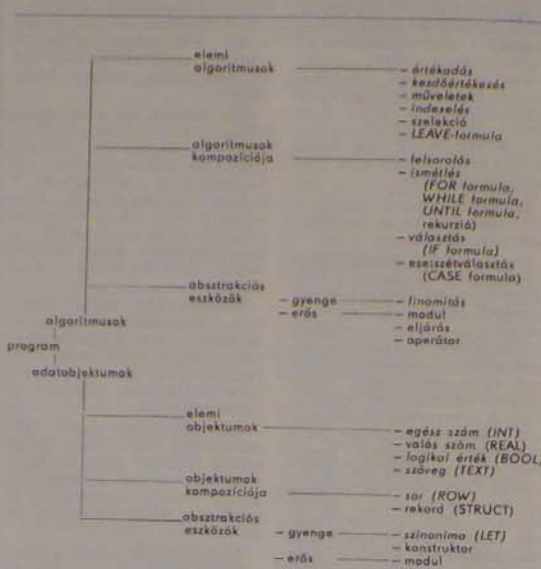 elemi
algoritmusok
– értékadás
– kezdőértékezés
– műveletek
– indexelés
– szelekció
– LEAVE-formula
algoritmusok
kompozíciója
– felsorolás
– ismétlés
(FOR formula,
WHILE formula,
UNTIL formula,
rekurzió)
– választás
(IF formula)
– esetszétválasztás
(CASE formula)
absztrakciós
eszközök
– gyenge – finomítás
– erős – modul
– eljárás
– operátor
algoritmusok
program
adatobjektumok
elemi
objektumok
– egész szám (INT)
– valós szám (REAL)
– logikai érték (BOOL)
– szöveg (TEXT)
objektumok
kompozíciója
– sor (ROW)
– rekord (STRUCT)
absztrakciós
eszközök
– gyenge – szinonima (LET)
– konstruktor
– erős – modul